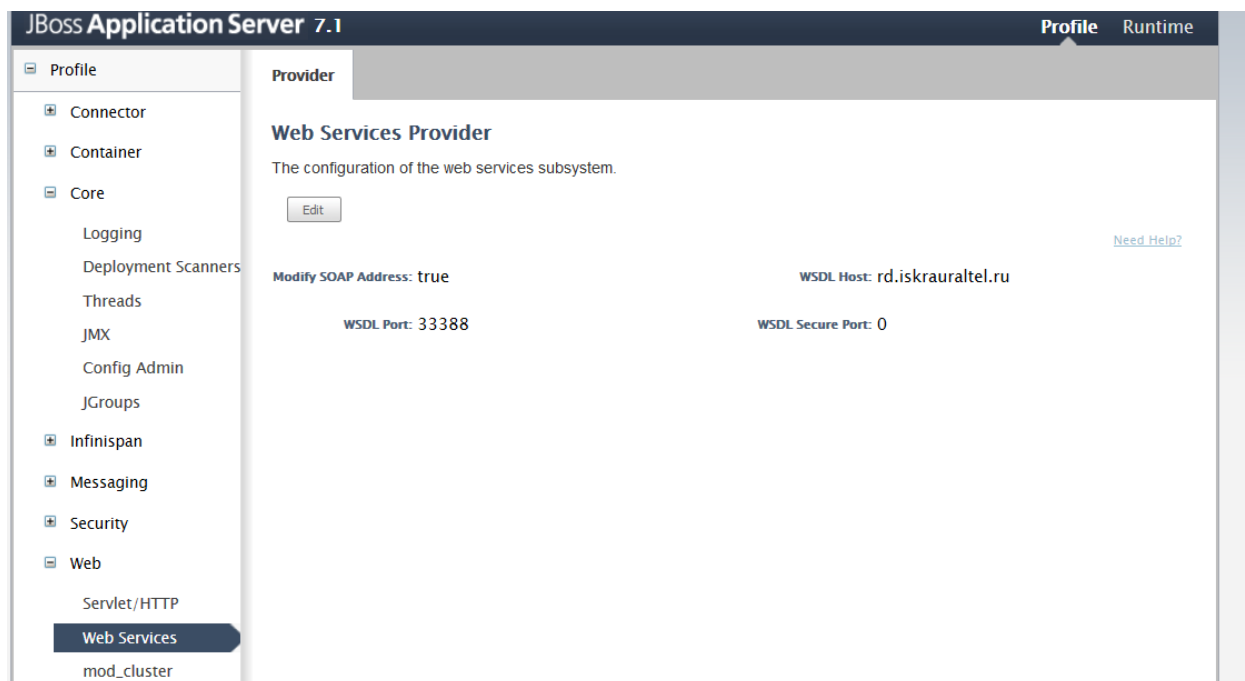 JBoss Application Server 7.1
Profile Runtime
Profile
Connector
Container
Core
Logging
Deployment Scanners
Threads
JMX
Config Admin
JGroups
Infinispan
Messaging
Security
Web
Servlet/HTTP
Web Services
mod_cluster
Provider
Web Services Provider
The configuration of the web services subsystem.
Edit
Need Help?
Modify SOAP Address: true WSDL Host: rd.iskrauraltel.ru
WSDL Port: 33388 WSDL Secure Port: 0